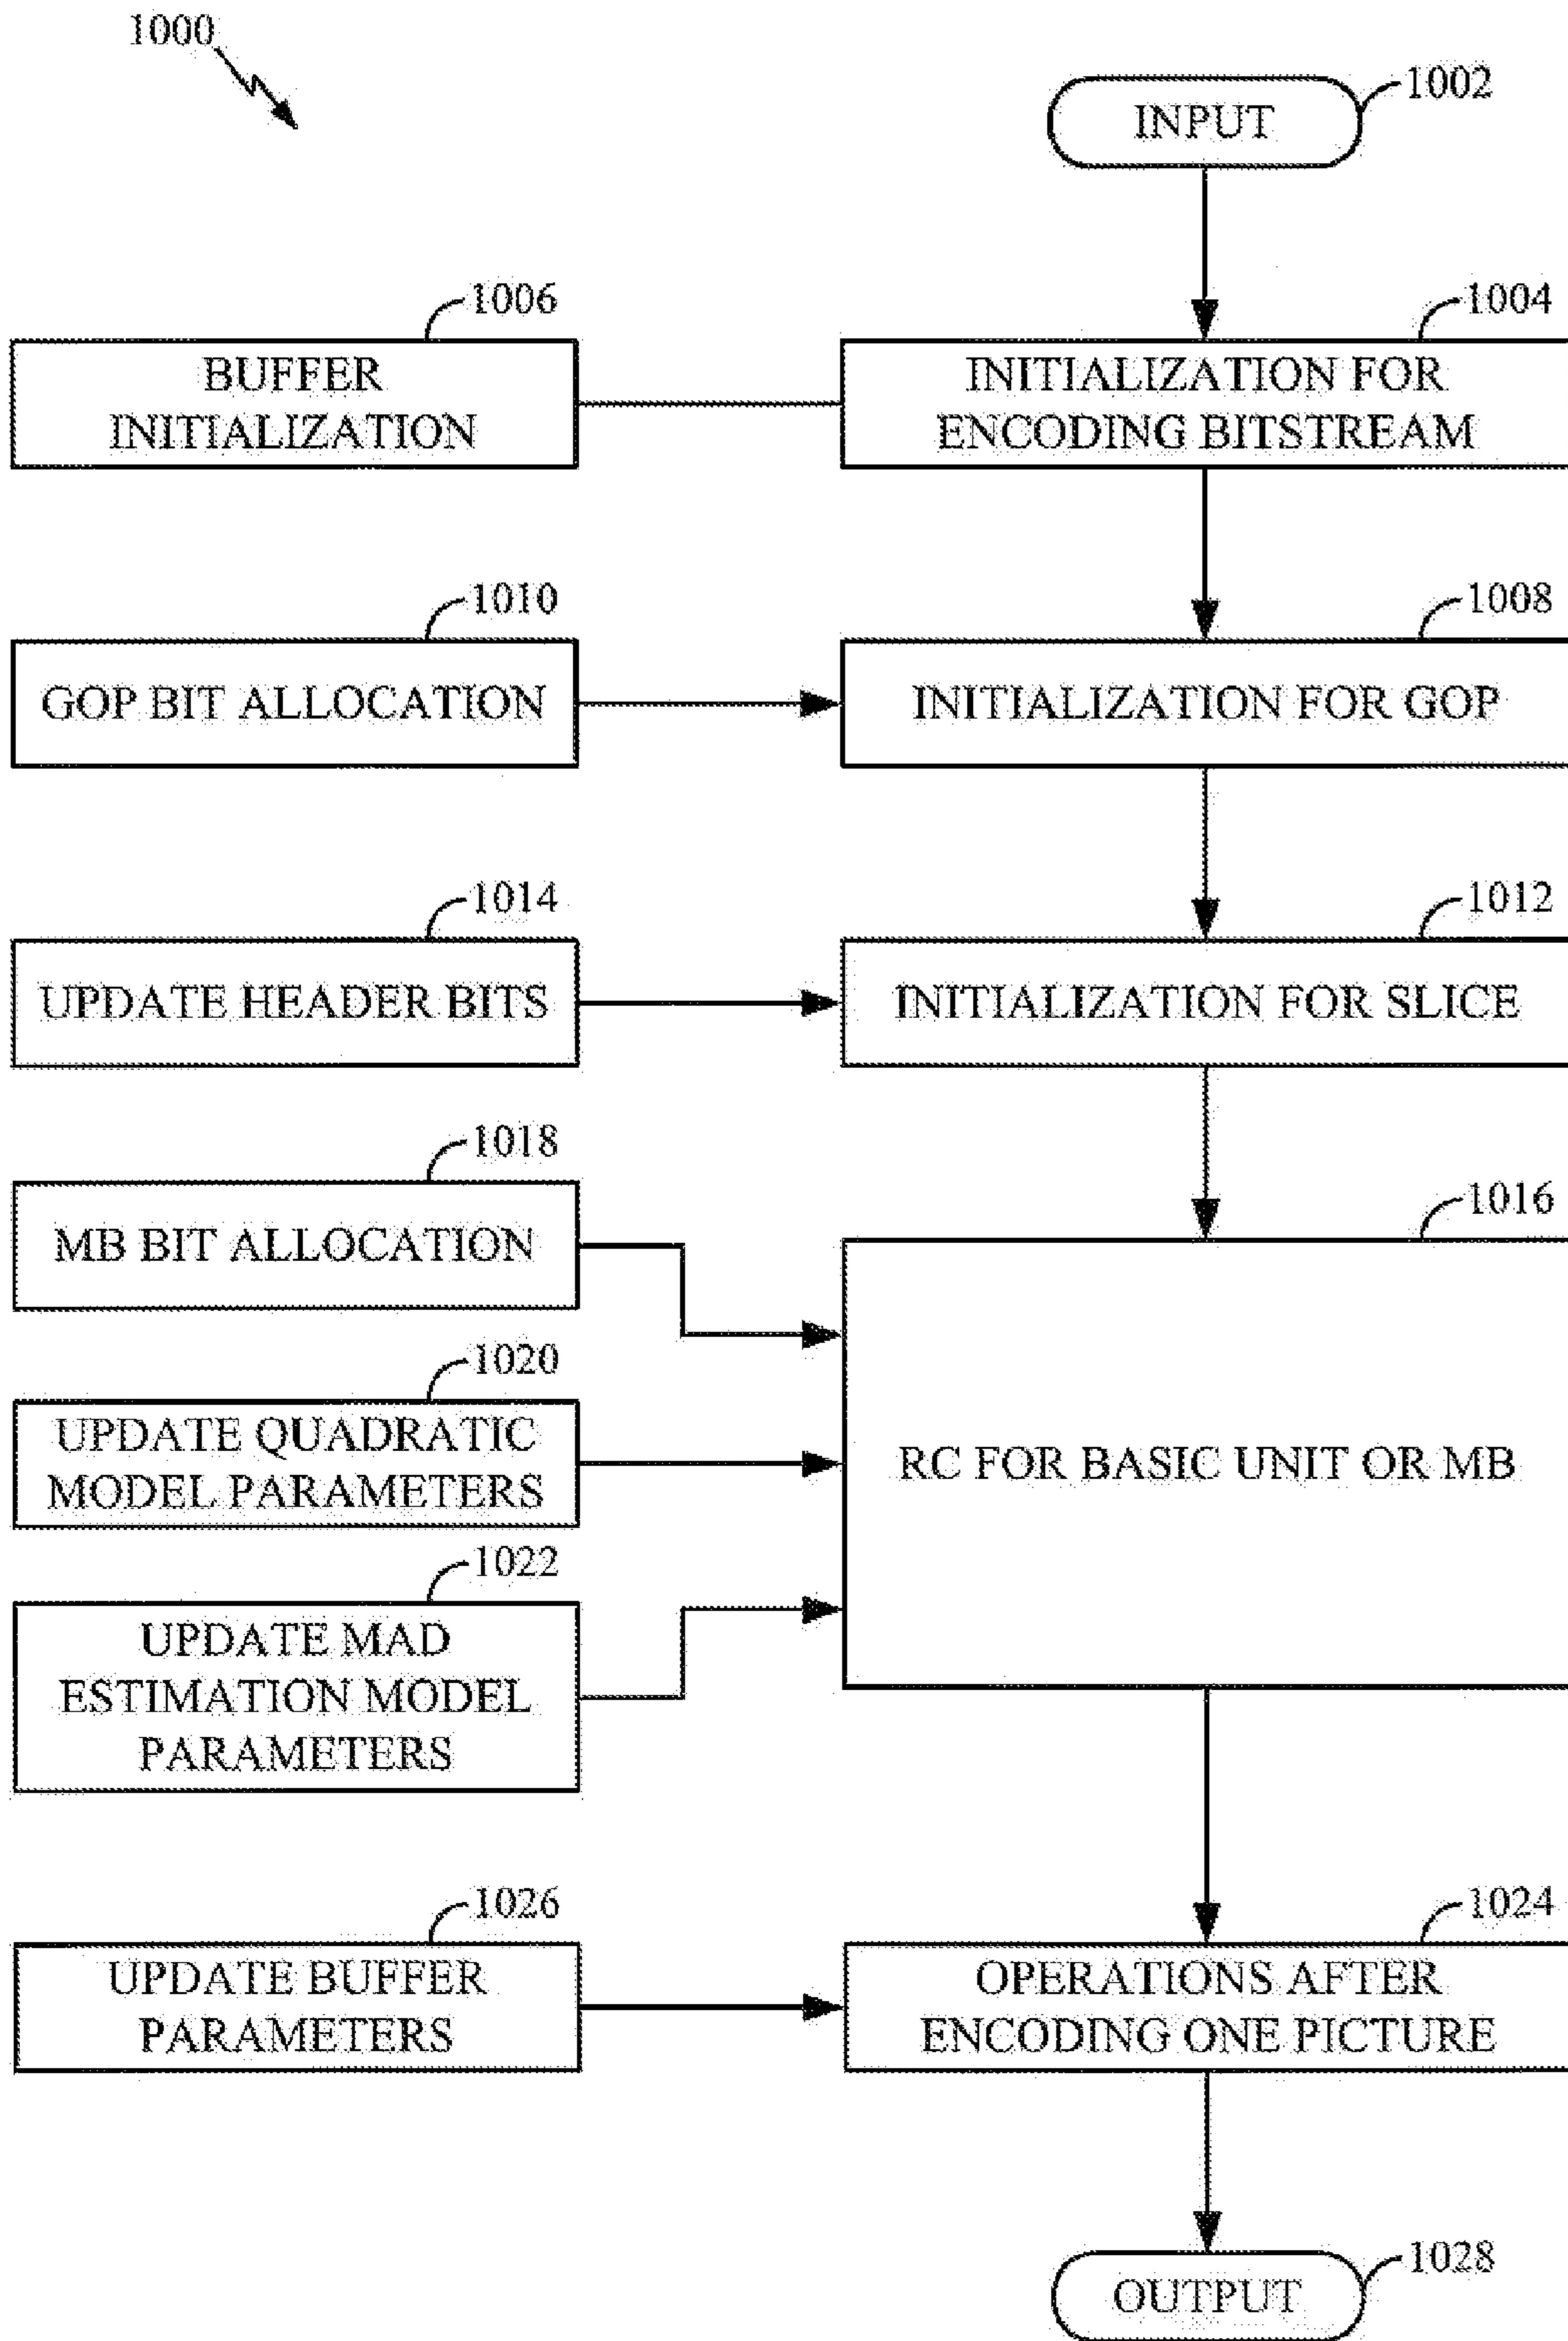 1000
1002
INPUT
1006
BUFFER
INITIALIZATION
1004
INITIALIZATION FOR
ENCODING BITSTREAM
1010
GOP BIT ALLOCATION
1008
INITIALIZATION FOR GOP
1014
UPDATE HEADER BITS
1012
INITIALIZATION FOR SLICE
1018
MB BIT ALLOCATION
1016
RC FOR BASIC UNIT OR MB
1020
UPDATE QUADRATIC
MODEL PARAMETERS
1022
UPDATE MAD
ESTIMATION MODEL
PARAMETERS
1026
UPDATE BUFFER
PARAMETERS
1024
OPERATIONS AFTER
ENCODING ONE PICTURE
1028
OUTPUT